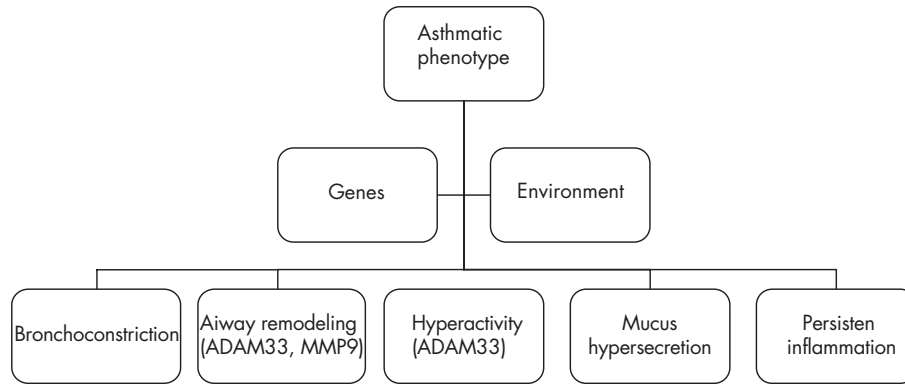 Asthmatic
phenotype
Genes
Environment
Bronchoconstriction
Aiway remodeling
(ADAM33, MMP9)
Hyperactivity
(ADAM33)
Mucus
hypersecretion
Persisten
inflammation